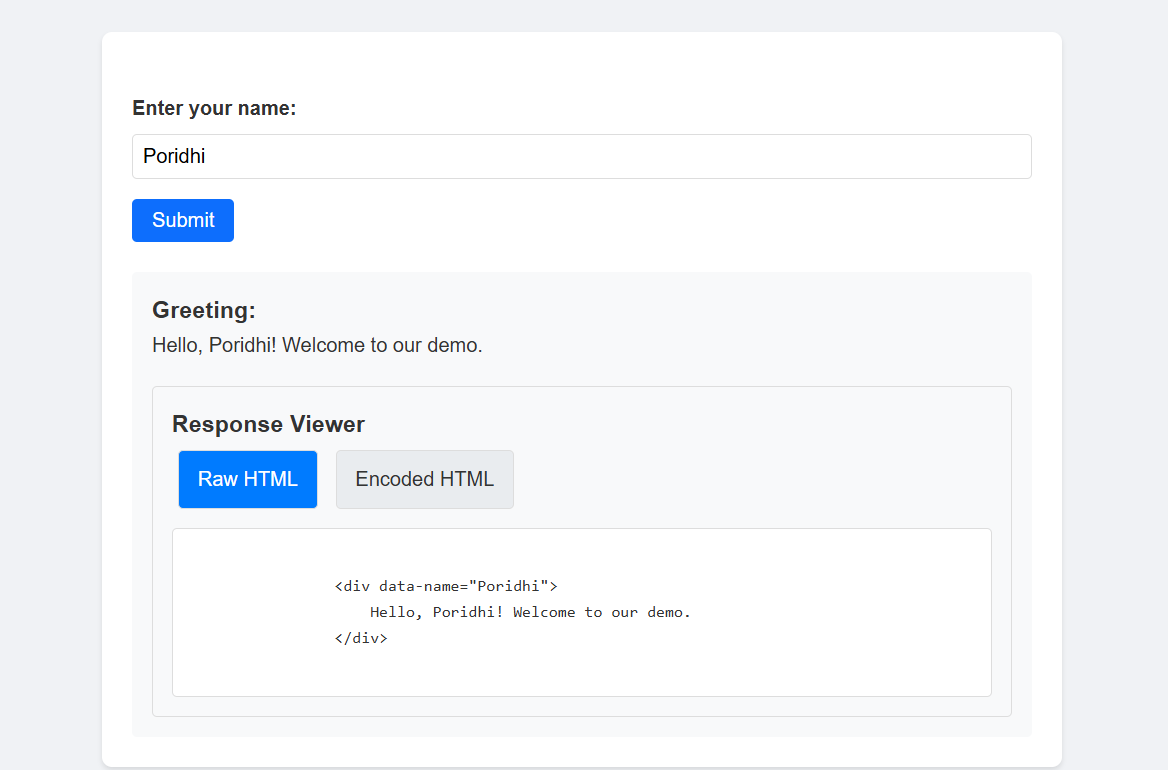 Enter your name:
Poridhi
Submit
Greeting:
Hello, Poridhi! Welcome to our demo.
Response Viewer
Raw HTML Encoded HTML
<div data-name="Poridhi">
    Hello, Poridhi! Welcome to our demo.
</div>